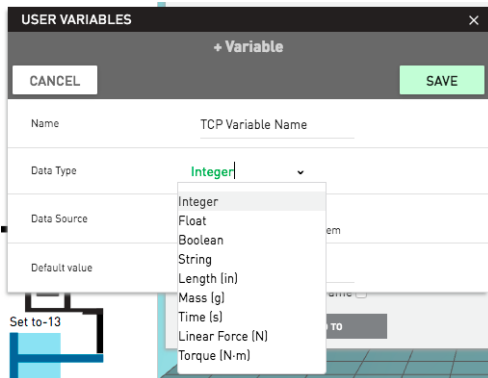 USER VARIABLES ×
+ Variable
CANCEL
SAVE
Name
TCP Variable Name
Data Type
Integer
Data Source
Default value
Integer
Float
Boolean
String
Length (in)
Mass (g)
Time (s)
Linear Force (N)
Torque (N·m)
Set to-13
TO